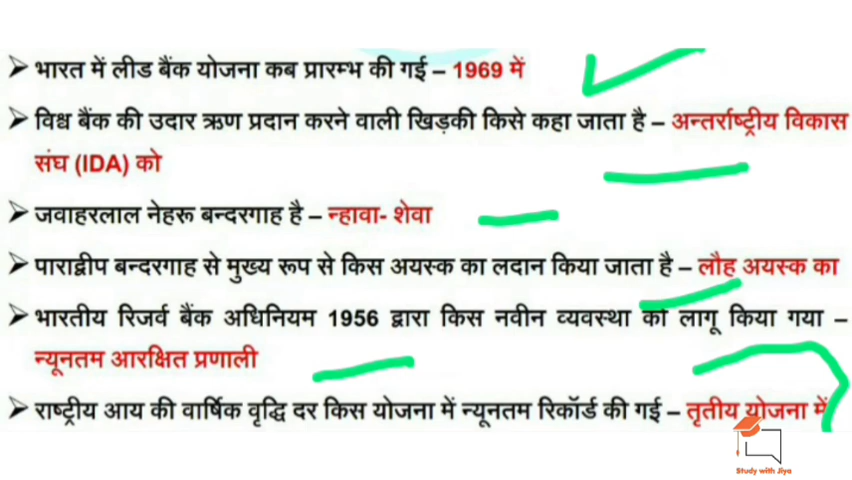 ➢ भारत में लीड बैंक योजना कब प्रारम्भ की गई – 1969 में
➢ विश्व बैंक की उदार ऋण प्रदान करने वाली खिड़की किसे कहा जाता है – अन्तर्राष्ट्रीय विकास
संघ (IDA) को
➢ जवाहरलाल नेहरू बन्दरगाह है – न्हावा- शेवा
➢ पाराद्वीप बन्दरगाह से मुख्य रूप से किस अयस्क का लदान किया जाता है – लौह अयस्क का
➢ भारतीय रिजर्व बैंक अधिनियम 1956 द्वारा किस नवीन व्यवस्था को लागू किया गया –
न्यूनतम आरक्षित प्रणाली
➢ राष्ट्रीय आय की वार्षिक वृद्धि दर किस योजना में न्यूनतम रिकॉर्ड की गई – तृतीय योजना में
Study with Jiya